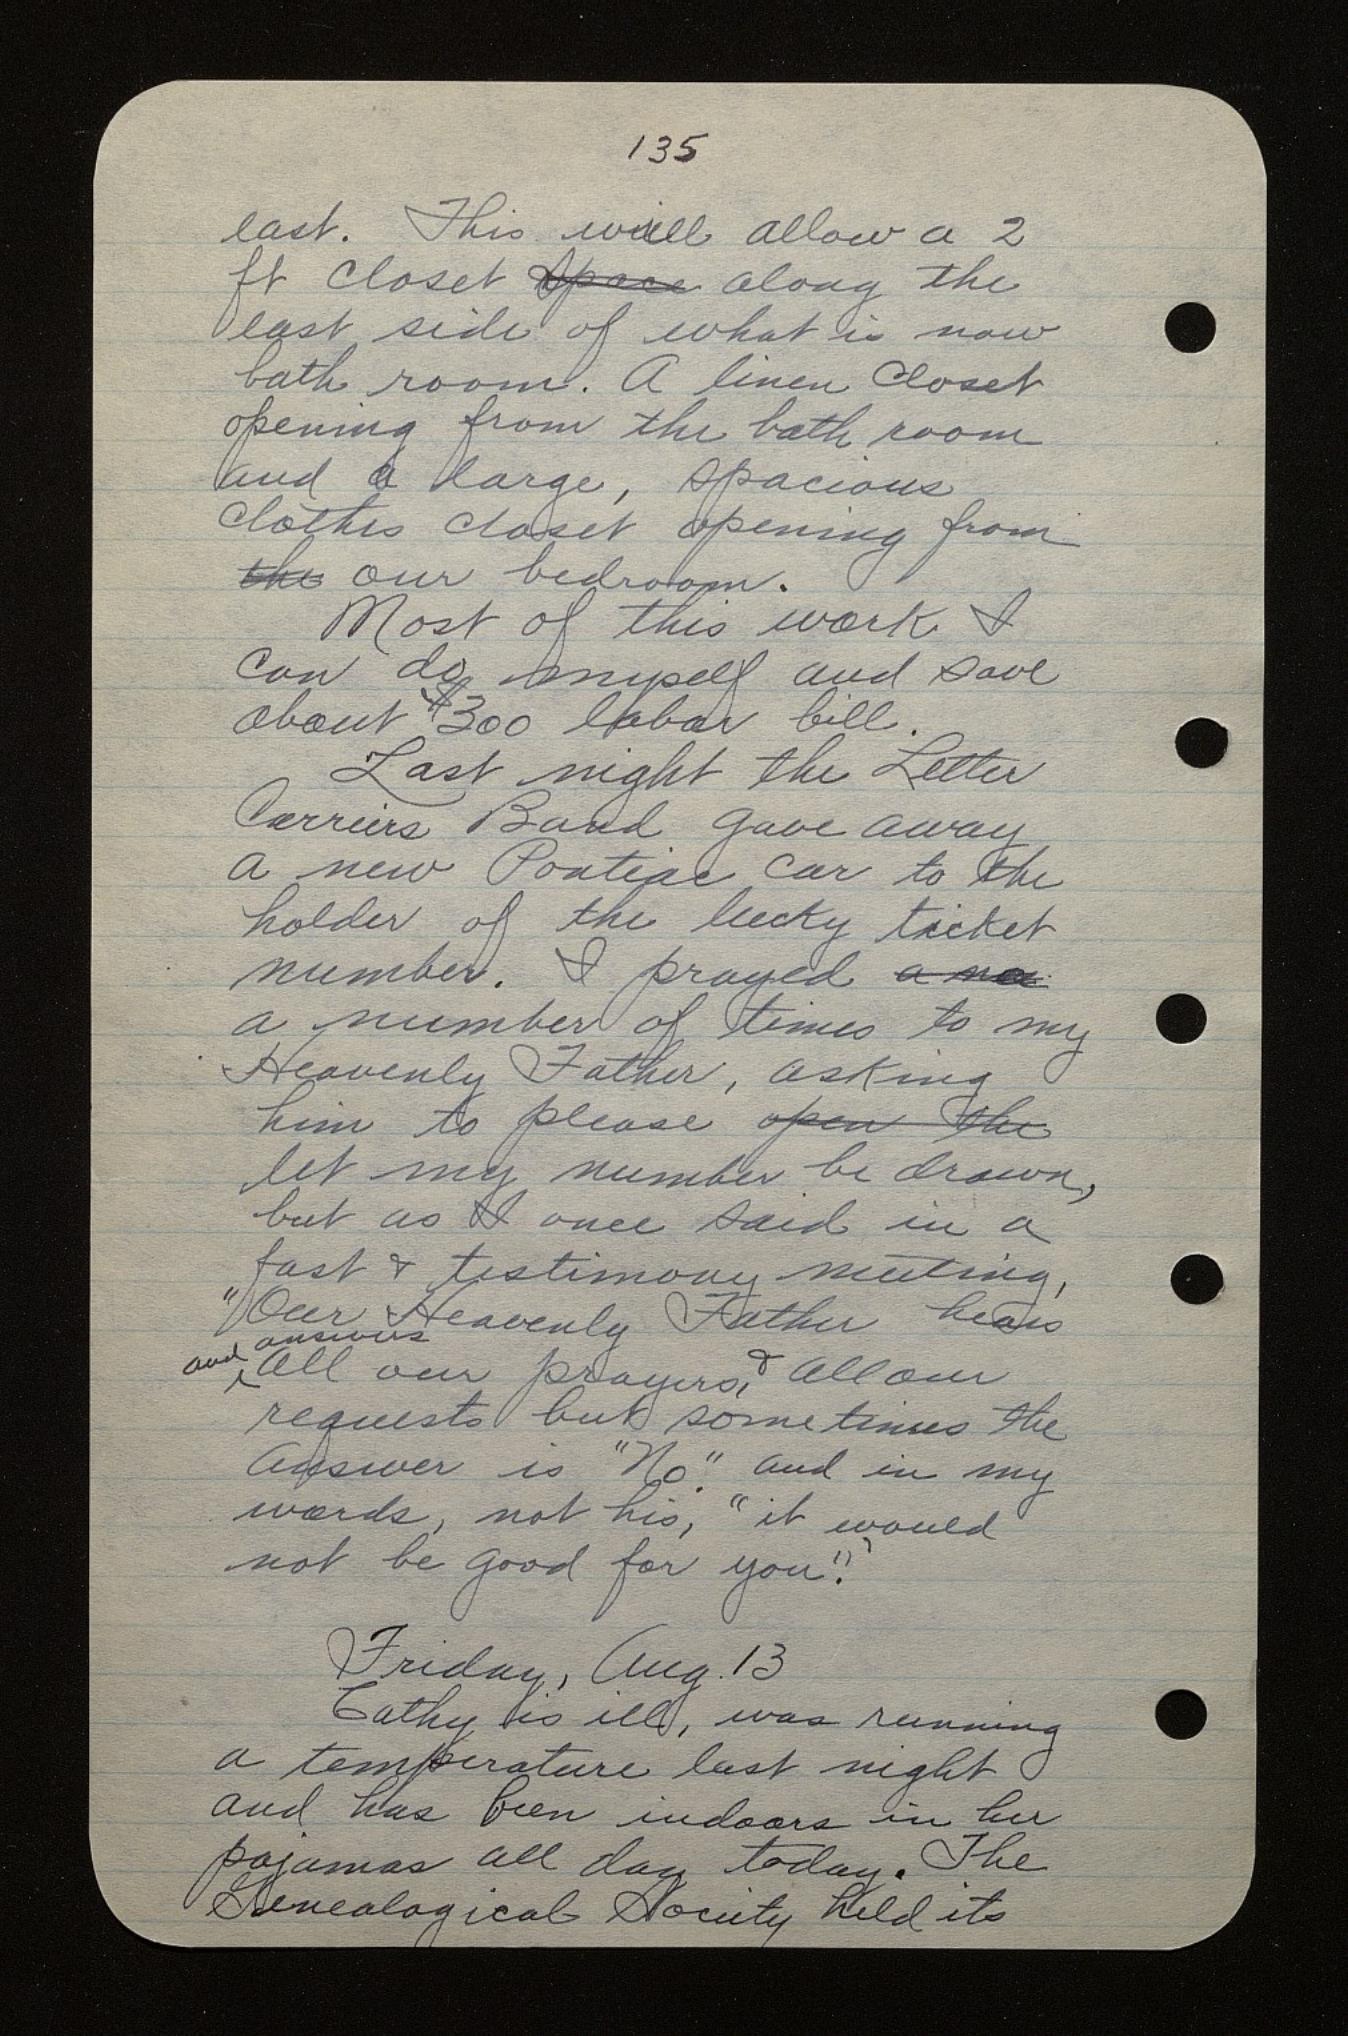 135
east. This will allow a 2
ft closet space along the
east side of what is now
bath room. A linen closet
opening from the bath room
and a large, spacious
clothes closet opening from
the our bedroom.
Most of this work I
can do myself and save
about $300 labor bill.
Last night the Letter
Carriers Band gave away
a new Pontiac car to the
holder of the lucky ticket
number. I prayed a
a number of times to my
Heavenly Father, asking
him to please open the
let my number be drawn,
but as I once said in a
fast & testimony meeting,
"Our Heavenly Father hears
and answers
all our prayers, & all our
requests but sometimes the
answer is "No." and in my
words, not his, "it would
not be good for you"."
Friday, Aug. 13
Cathy is ill, was running
a temperature last night
and has been indoors in her
pajamas all day today. The
Genealogical Society held its